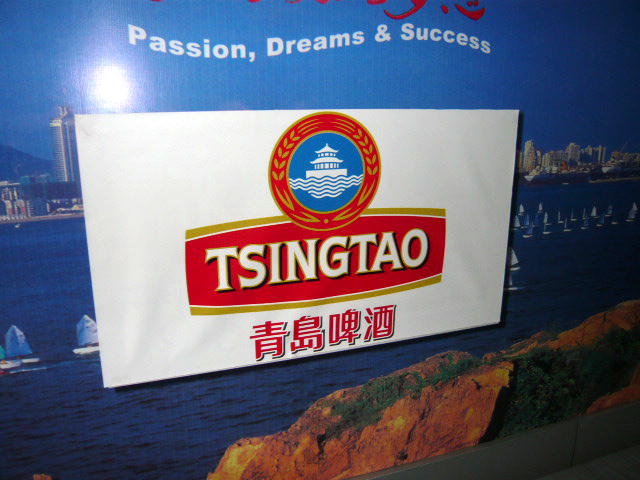 Passion, Dreams & Success
TSINGTAO
青島啤酒